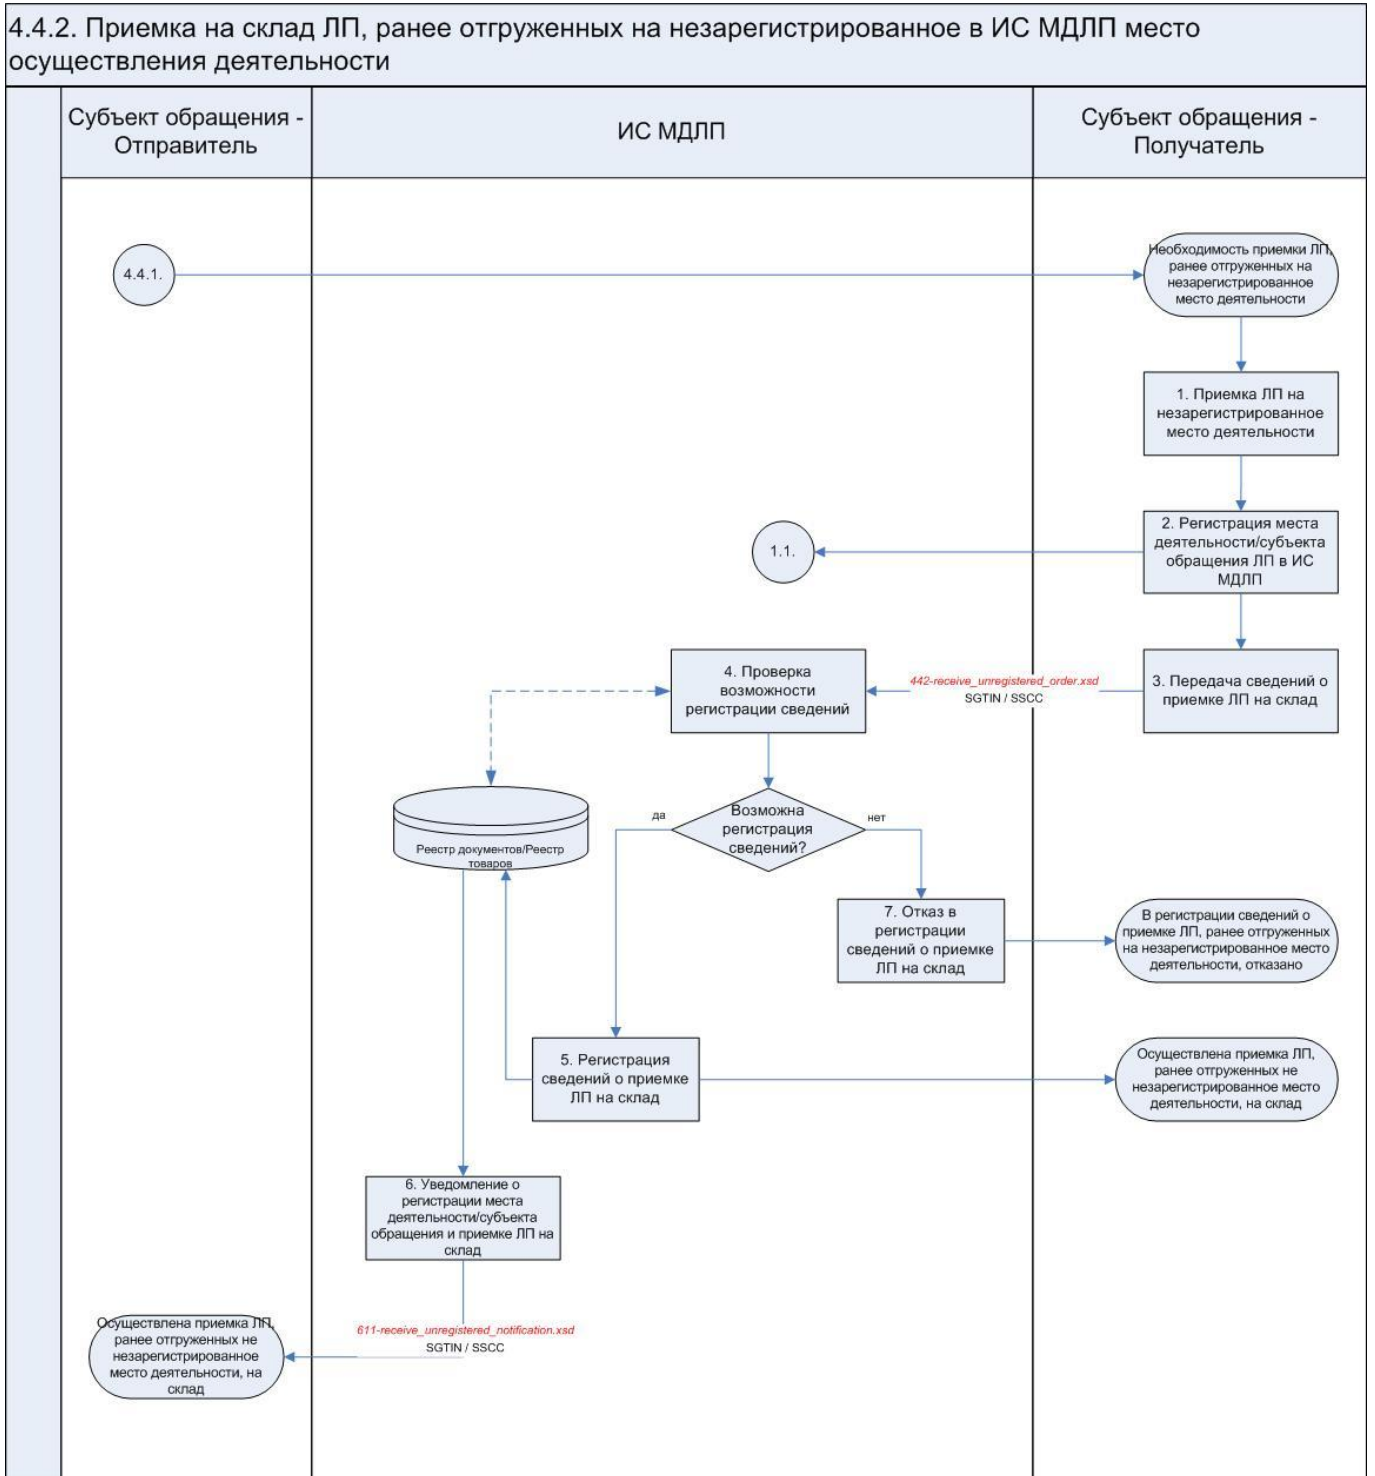 4.4.2. Приемка на склад ЛП, ранее отгруженных на незарегистрированное в ИС МДЛП место
осуществления деятельности
Субъект обращения -
Отправитель
ИС МДЛП
Субъект обращения -
Получатель
4.4.1.
Необходимость приемки ЛП,
ранее отгруженных на
незарегистрированное
место деятельности
1. Приемка ЛП на
незарегистрированное
место деятельности
1.1.
2. Регистрация места
деятельности/субъекта
обращения ЛП в ИС
МДЛП
4. Проверка
возможности
регистрации сведений
442-receive_unregistered_order.xsd
SGTIN / SSCC
3. Передача сведений о
приемке ЛП на склад
Реестр документов/Реестр
товаров
да
Возможна
регистрация
сведений?
нет
7. Отказ в
регистрации
сведений о приемке
ЛП на склад
В регистрации сведений о
приемке ЛП, ранее отгруженных
на незарегистрированное место
деятельности, отказано
5. Регистрация
сведений о приемке
ЛП на склад
Осуществлена приемка ЛП,
ранее отгруженных не
незарегистрированное место
деятельности, на склад
6. Уведомление о
регистрации места
деятельности/субъекта
обращения и приемке ЛП на
склад
611-receive_unregistered_notification.xsd
SGTIN / SSCC
Осуществлена приемка ЛП,
ранее отгруженных не
незарегистрированное
место деятельности, на
склад